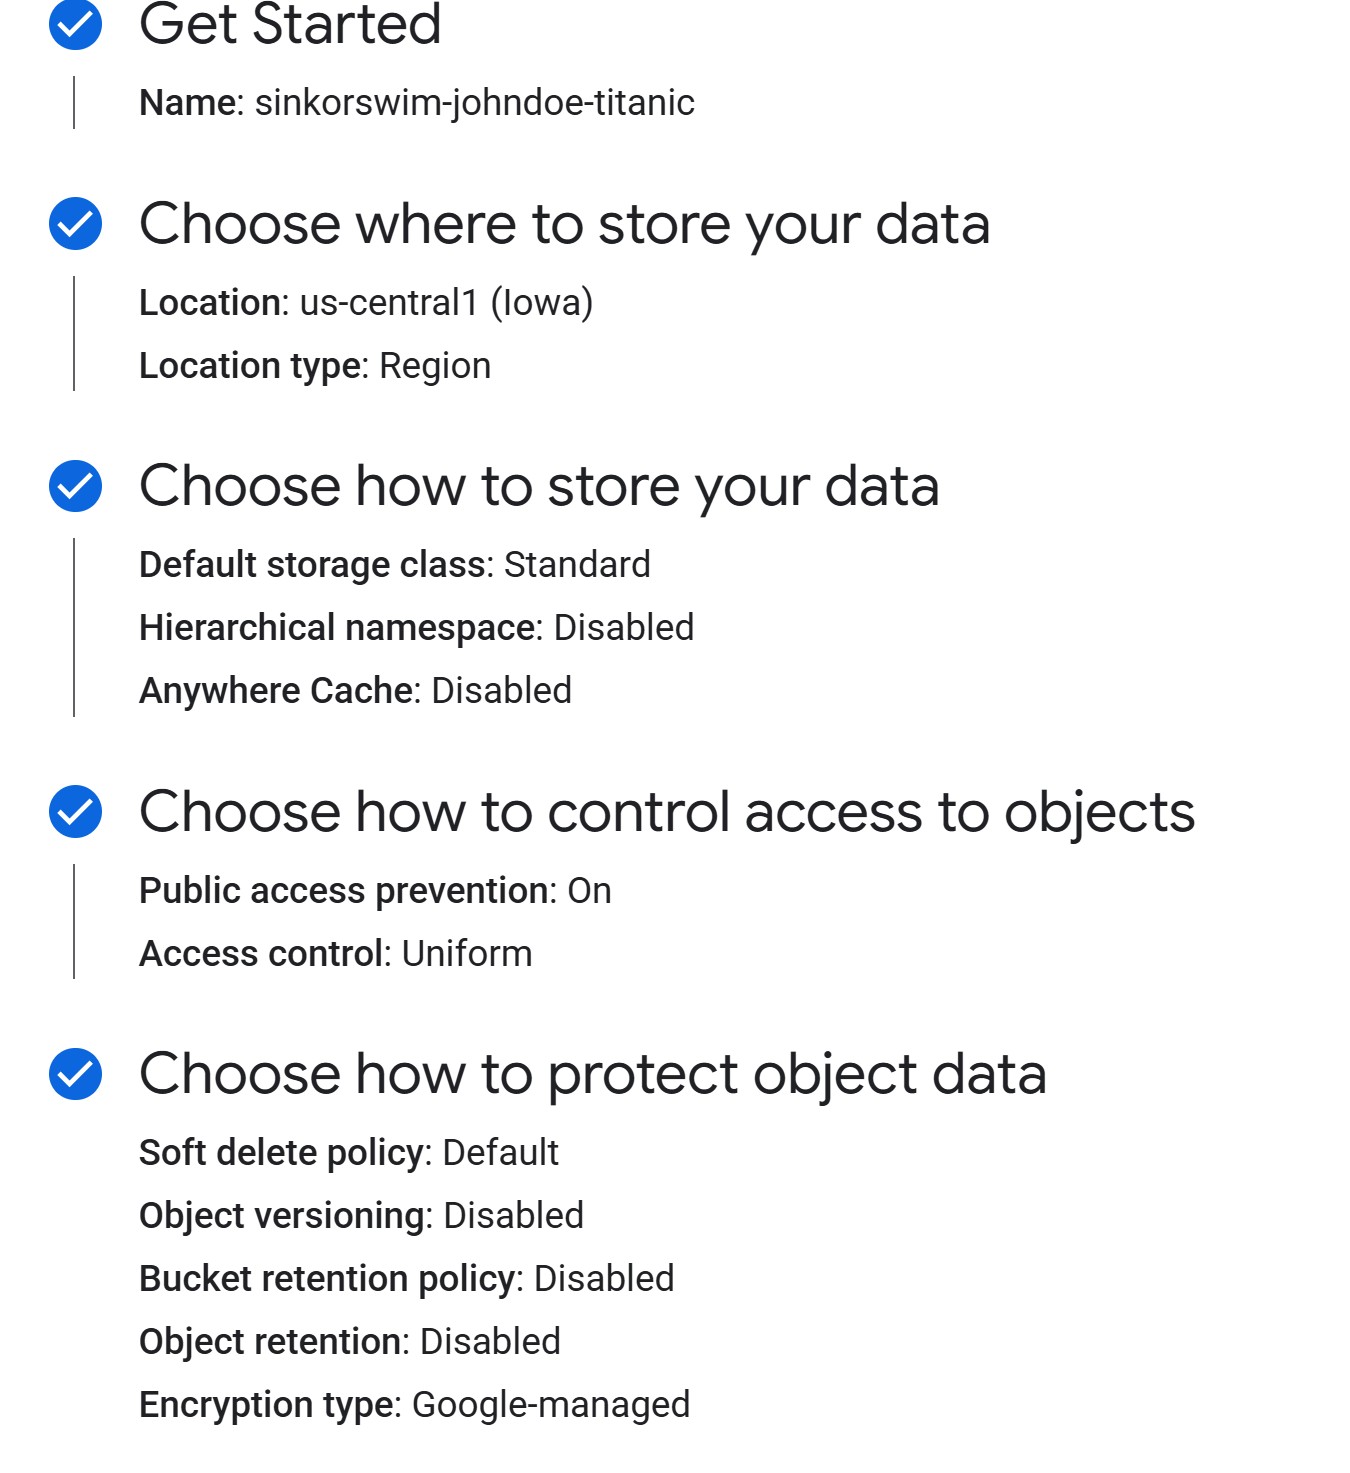 Get Started
Name: sinkorswim-johndoe-titanic
Choose where to store your data
Location: us-central1 (Iowa)
Location type: Region
Choose how to store your data
Default storage class: Standard
Hierarchical namespace: Disabled
Anywhere Cache: Disabled
Choose how to control access to objects
Public access prevention: On
Access control: Uniform
Choose how to protect object data
Soft delete policy: Default
Object versioning: Disabled
Bucket retention policy: Disabled
Object retention: Disabled
Encryption type: Google-managed